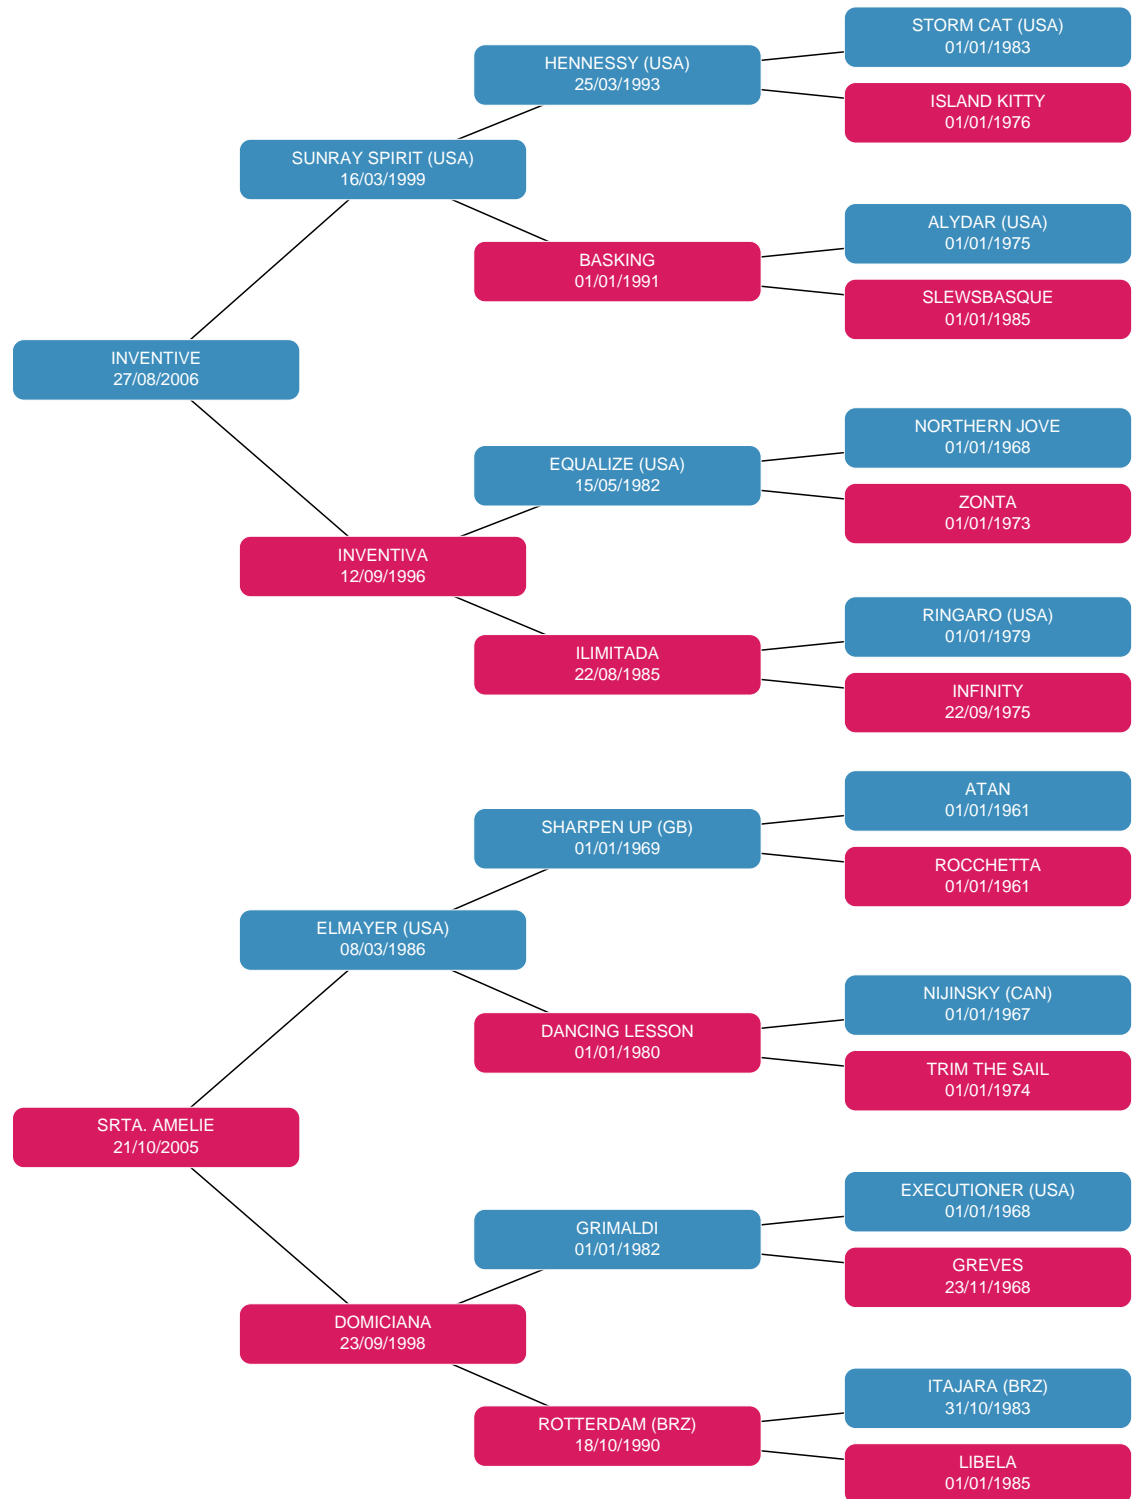 STORM CAT (USA)
01/01/1983
HENNESSY (USA)
25/03/1993
ISLAND KITTY
01/01/1976
SUNRAY SPIRIT (USA)
16/03/1999
ALYDAR (USA)
01/01/1975
BASKING
01/01/1991
SLEWSBASQUE
01/01/1985
INVENTIVE
27/08/2006
NORTHERN JOVE
01/01/1968
EQUALIZE (USA)
15/05/1982
ZONTA
01/01/1973
INVENTIVA
12/09/1996
RINGARO (USA)
01/01/1979
ILIMITADA
22/08/1985
INFINITY
22/09/1975
ATAN
01/01/1961
SHARPEN UP (GB)
01/01/1969
ROCCHETTA
01/01/1961
ELMAYER (USA)
08/03/1986
NIJINSKY (CAN)
01/01/1967
DANCING LESSON
01/01/1980
TRIM THE SAIL
01/01/1974
SRTA. AMELIE
21/10/2005
EXECUTIONER (USA)
01/01/1968
GRIMALDI
01/01/1982
GREVES
23/11/1968
DOMICIANA
23/09/1998
ITAJARA (BRZ)
31/10/1983
ROTTERDAM (BRZ)
18/10/1990
LIBELA
01/01/1985